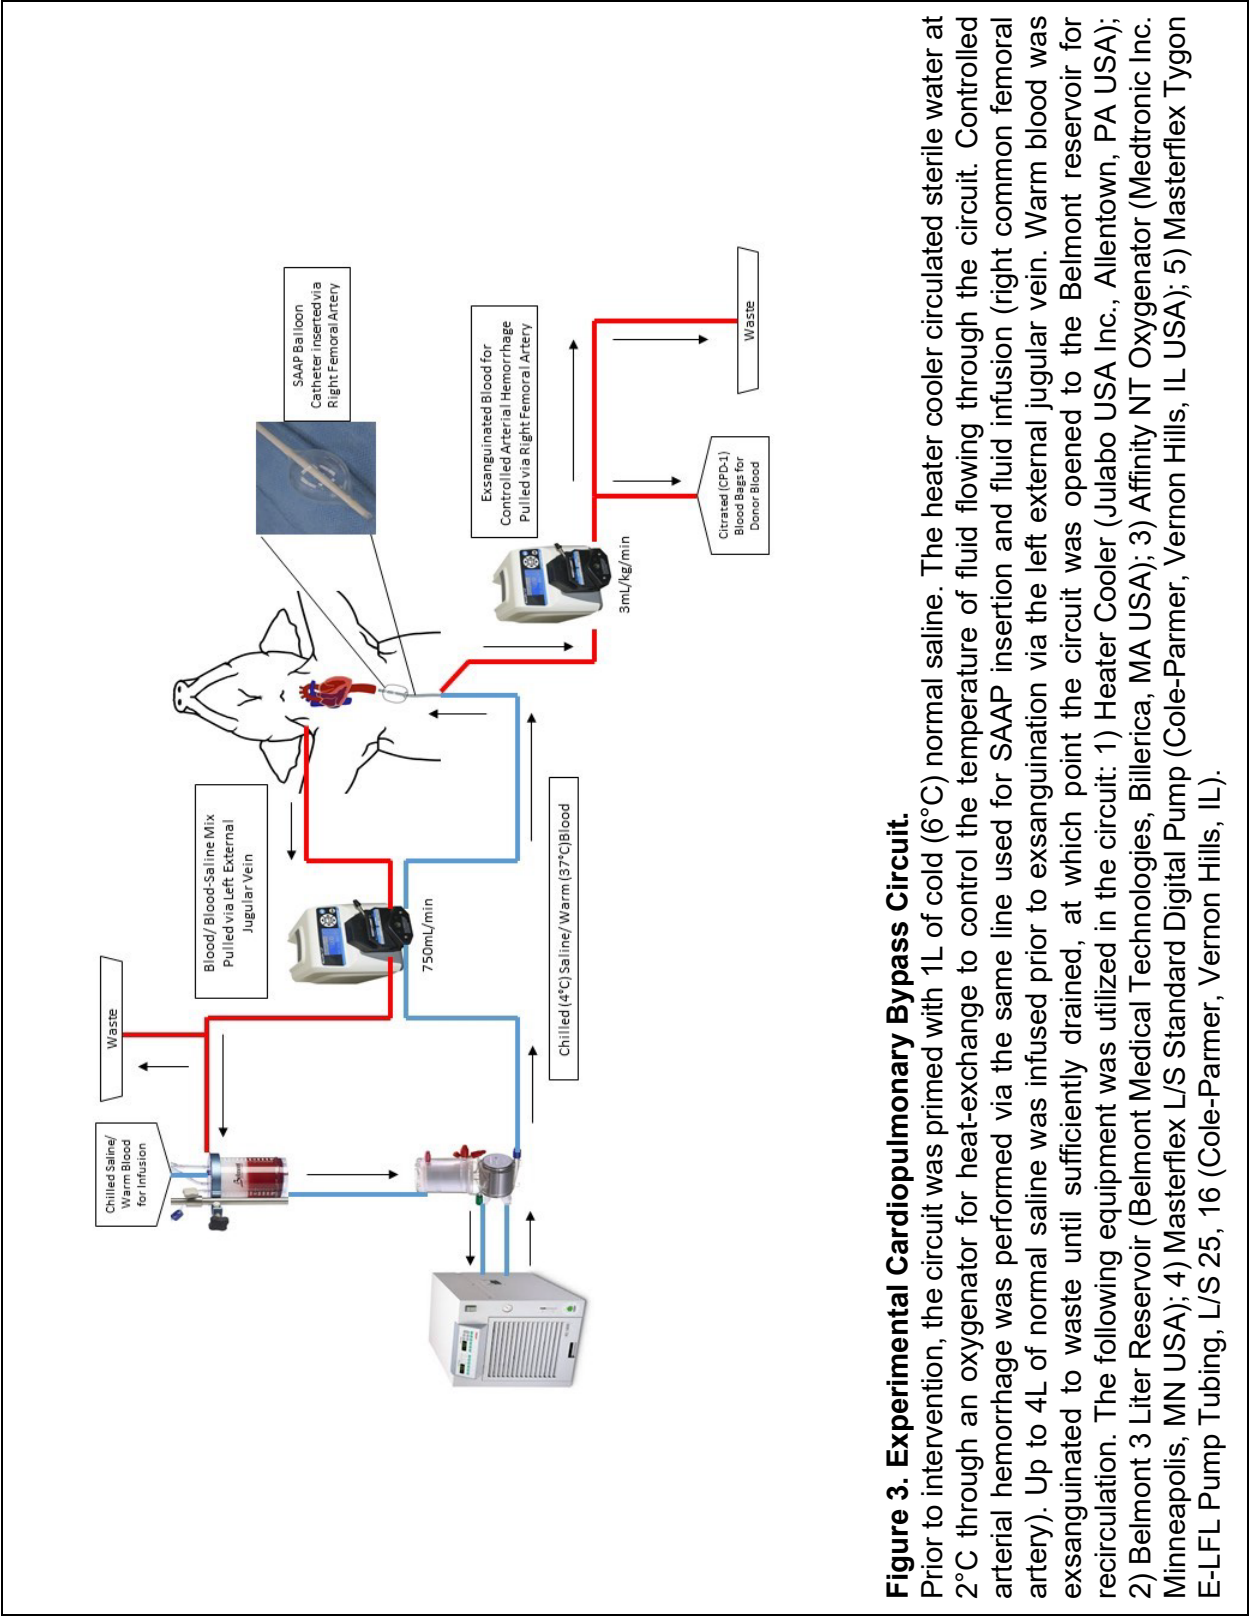 Chilled Saline/
Warm Blood
for Infusion
Waste
Blood/ Blood-Saline Mix
Pulled via Left External
Jugular Vein
750mL/min
Chilled (4°C) Saline/ Warm (37°C)Blood
SAAP Balloon
Catheter inserted via
Right Femoral Artery
Exsanguinated Blood for
Controlled Arterial Hemorrhage
Pulled via Right Femoral Artery
3mL/kg/min
Citrated (CPD-1)
Blood Bags for
Donor Blood
Waste
Figure 3. Experimental Cardiopulmonary Bypass Circuit.
Prior to intervention, the circuit was primed with 1L of cold (6°C) normal saline. The heater cooler circulated sterile water at
2°C through an oxygenator for heat-exchange to control the temperature of fluid flowing through the circuit. Controlled
arterial hemorrhage was performed via the same line used for SAAP insertion and fluid infusion (right common femoral
artery). Up to 4L of normal saline was infused prior to exsanguination via the left external jugular vein. Warm blood was
exsanguinated to waste until sufficiently drained, at which point the circuit was opened to the Belmont reservoir for
recirculation. The following equipment was utilized in the circuit: 1) Heater Cooler (Julabo USA Inc., Allentown, PA USA);
2) Belmont 3 Liter Reservoir (Belmont Medical Technologies, Billerica, MA USA); 3) Affinity NT Oxygenator (Medtronic Inc.
Minneapolis, MN USA); 4) Masterflex L/S Standard Digital Pump (Cole-Parmer, Vernon Hills, IL USA); 5) Masterflex Tygon
E-LFL Pump Tubing, L/S 25, 16 (Cole-Parmer, Vernon Hills, IL).